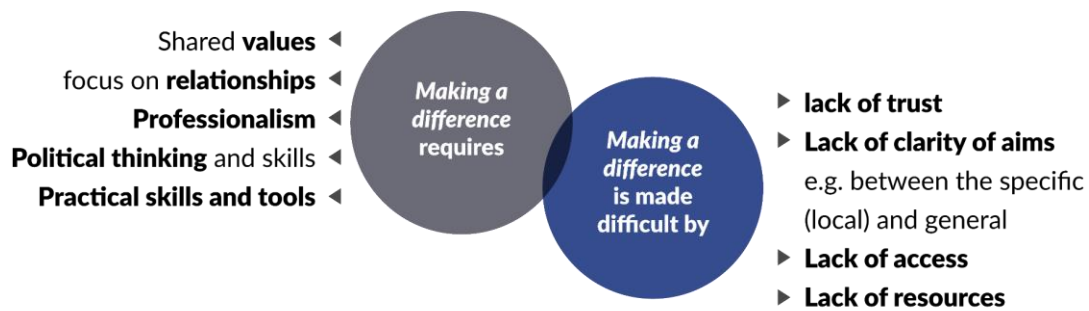 Shared values
focus on relationships
Professionalism
Political thinking and skills
Practical skills and tools
Making a
difference
requires
Making a
difference
is made
difficult by
lack of trust
Lack of clarity of aims
e.g. between the specific
(local) and general
Lack of access
Lack of resources